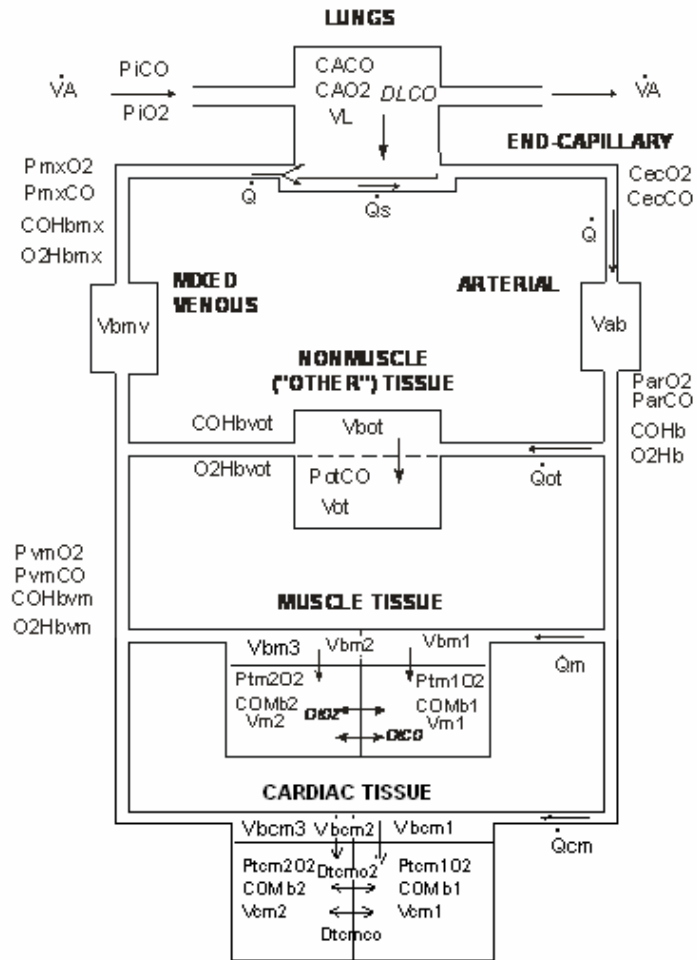 LUNGS
PiCO
V̇A
PiO2
CACO
CAO2 DLCO
VL
V̇A
END-CAPILLARY
PmxO2
PmxCO
COHbmx
O2Hbmx
Q̇
Q̇s
CecO2
CecCO
Q̇
MIXED
VENOUS
ARTERIAL
Vbmv
Vab
NONMUSCLE
("OTHER") TISSUE
ParO2
ParCO
COHb
O2Hb
COHbvot
Vbot
O2Hbvot
PotCO
Vot
Q̇ot
PvmO2
PvmCO
COHbvm
O2Hbvm
MUSCLE TISSUE
Vbm3 Vbm2 Vbm1
Q̇m
Ptm2O2
COMb2
Vm2
DtO2
DtCO
Ptm1O2
COMb1
Vm1
CARDIAC TISSUE
Vbcm3 Vbcm2 Vbcm1
Q̇cm
Ptcm2O2
COMb2
Vcm2
Dtcmo2
Dtcmco
Ptcm1O2
COMb1
Vcm1